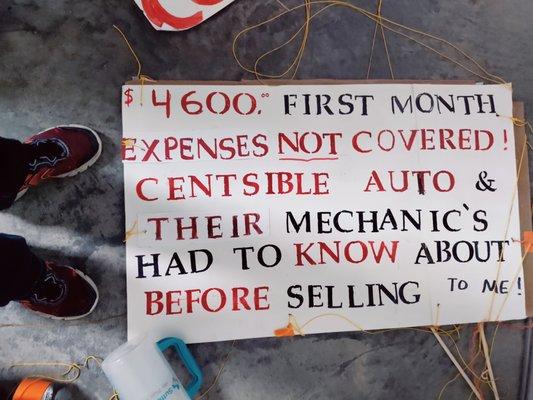 $4600.00 FIRST MONTH
EXPENSES NOT COVERED!
CENTSIBLE AUTO &
THEIR MECHANIC'S
HAD TO KNOW ABOUT
BEFORE SELLING TO ME!